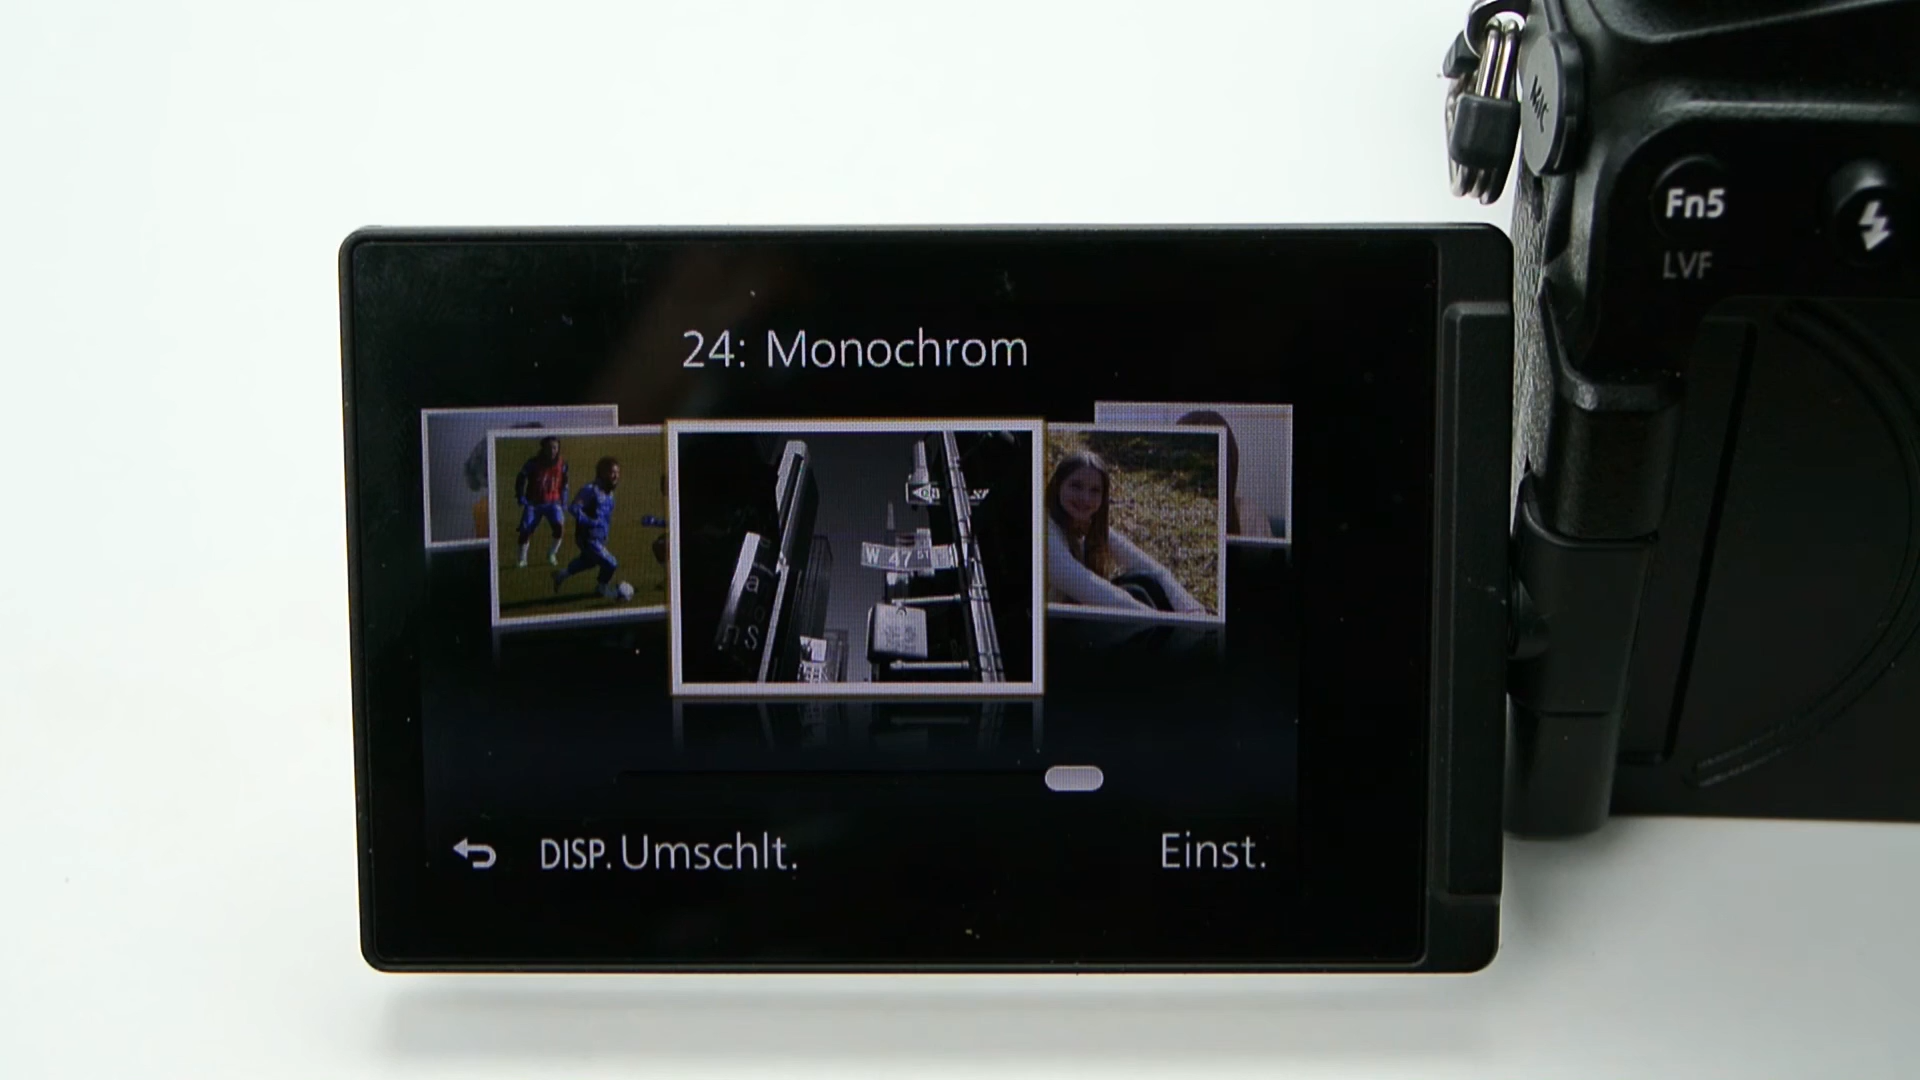 MIC
Fn5
LVF
24: Monochrom
W 47 ST
DISP. Umschlt.
Einst.